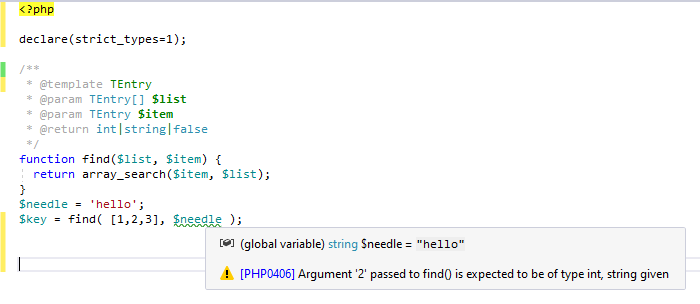 <?php
declare(strict_types=1);
/**
* @template TEntry
* @param TEntry[] $list
* @param TEntry $item
* @return int|string|false
*/
function find($list, $item) {
return array_search($item, $list);
}
$needle = 'hello';
$key = find( [1,2,3], $needle );
(global variable) string $needle = "hello"
[PHP0406] Argument '2' passed to find() is expected to be of type int, string given